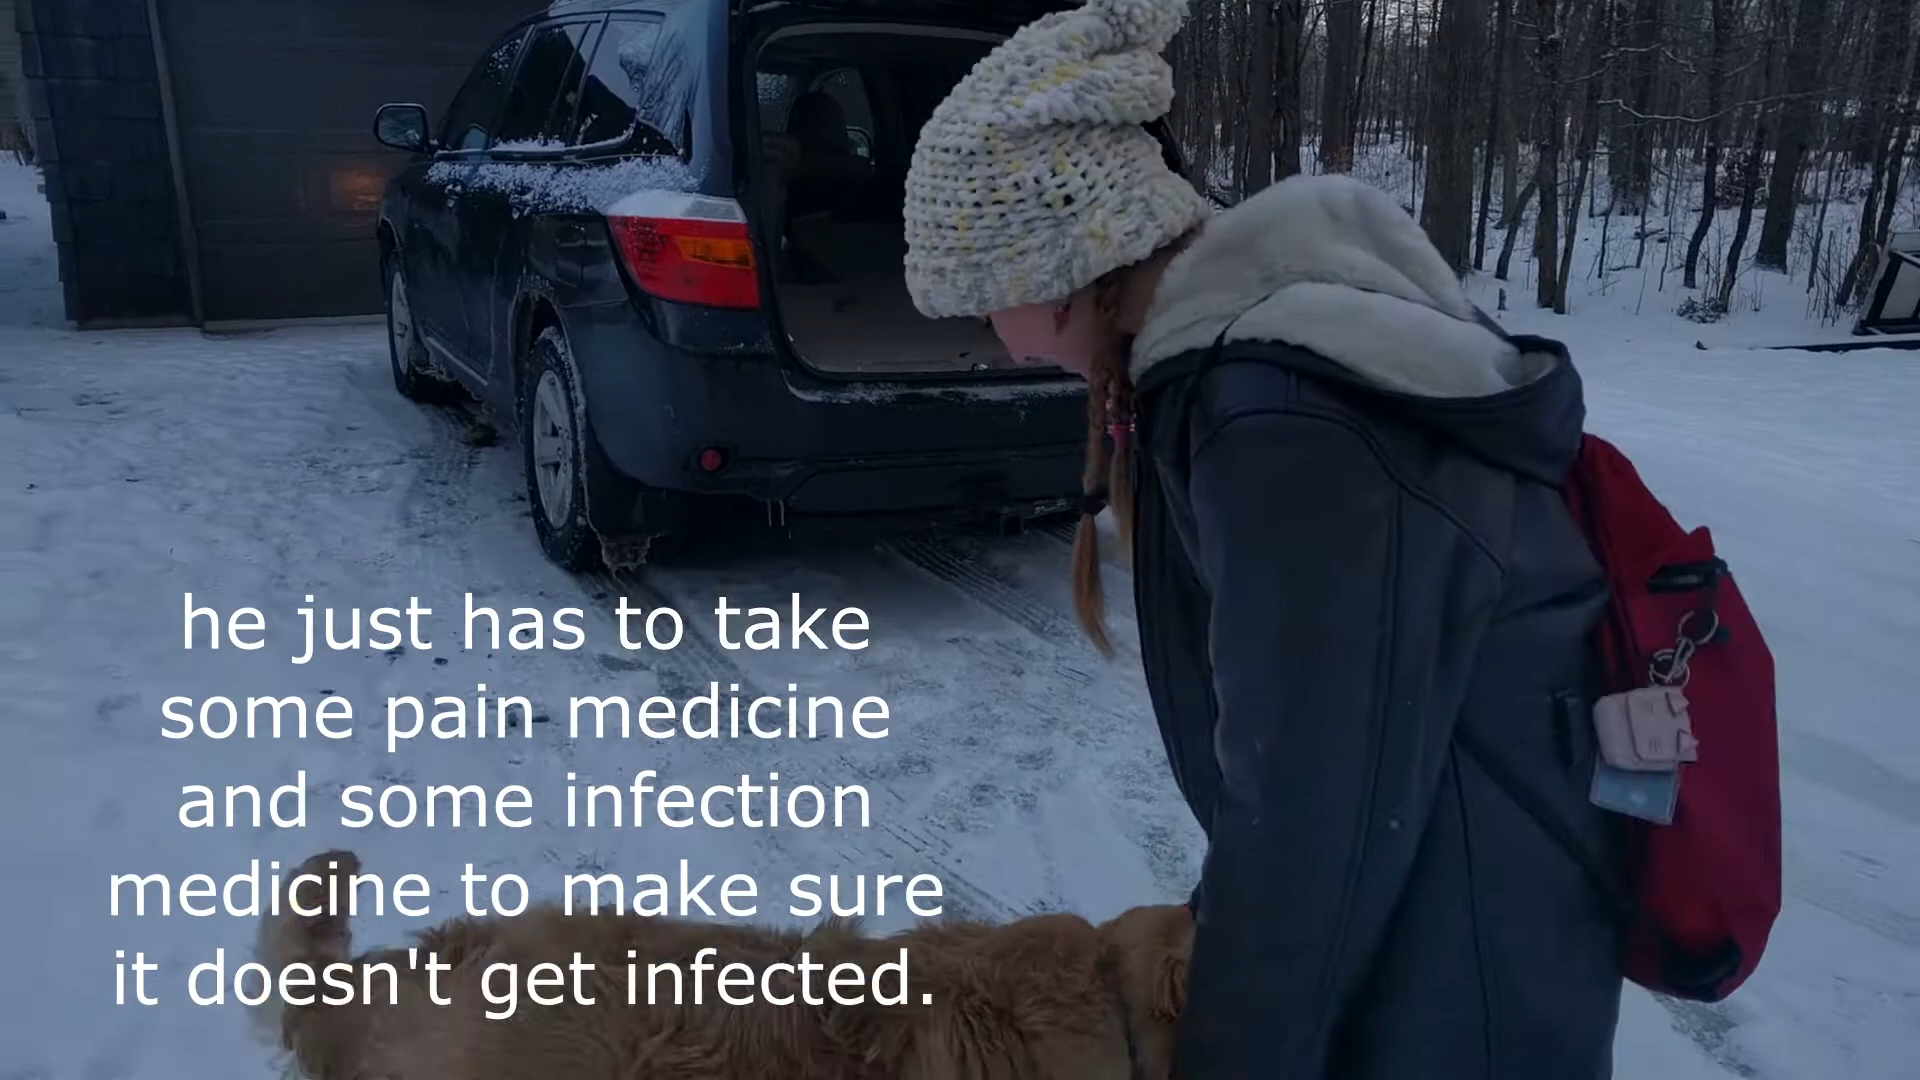 he just has to take
some pain medicine
and some infection
medicine to make sure
it doesn't get infected.